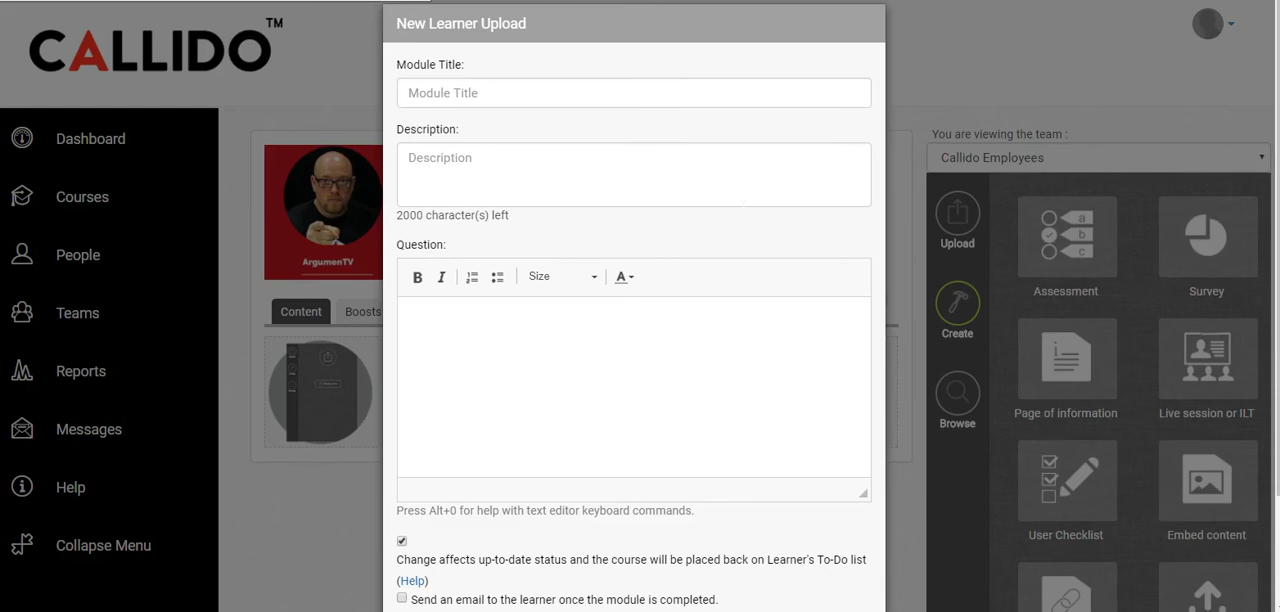 CALLIDO™
Dashboard
Courses
People
Teams
Reports
Messages
Help
Collapse Menu
ArgumenTV
Content
Boosts
New Learner Upload
Module Title:
Module Title
Description:
Description
2000 character(s) left
Question:
B I Size A
Press Alt+0 for help with text editor keyboard commands.
Change affects up-to-date status and the course will be placed back on Learner's To-Do list
(Help)
Send an email to the learner once the module is completed.
You are viewing the team :
Callido Employees
Upload
Create
Browse
a
b
c
Assessment
Survey
Page of information
Live session or ILT
User Checklist
Embed content